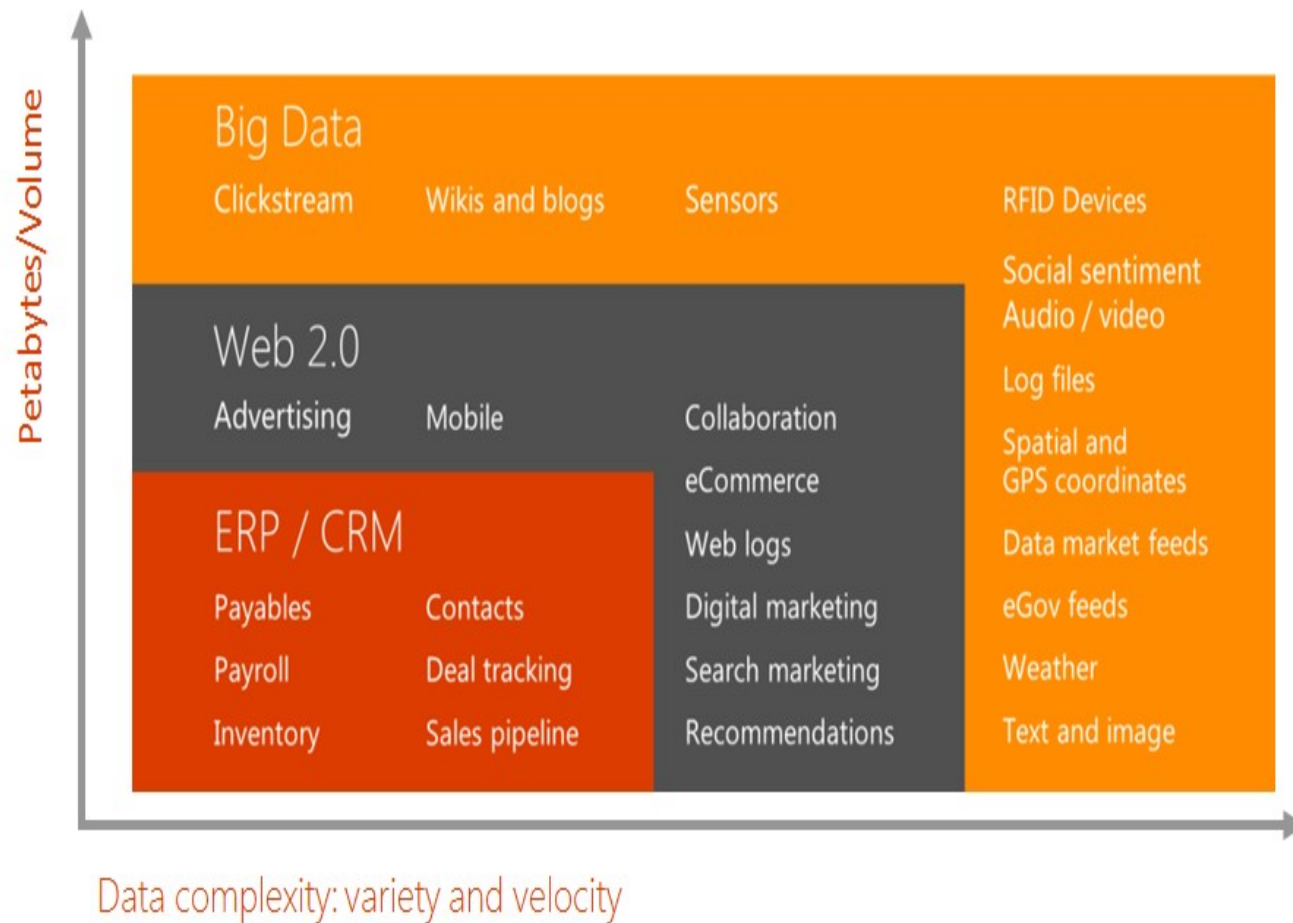 Petabytes/Volume
Big Data
Clickstream Wikis and blogs Sensors RFID Devices
Social sentiment
Audio / video
Log files
Spatial and
GPS coordinates
Data market feeds
eGov feeds
Weather
Text and image
Web 2.0
Advertising Mobile Collaboration
eCommerce
Web logs
Digital marketing
Search marketing
Recommendations
ERP / CRM
Payables Contacts
Payroll Deal tracking
Inventory Sales pipeline
Data complexity: variety and velocity